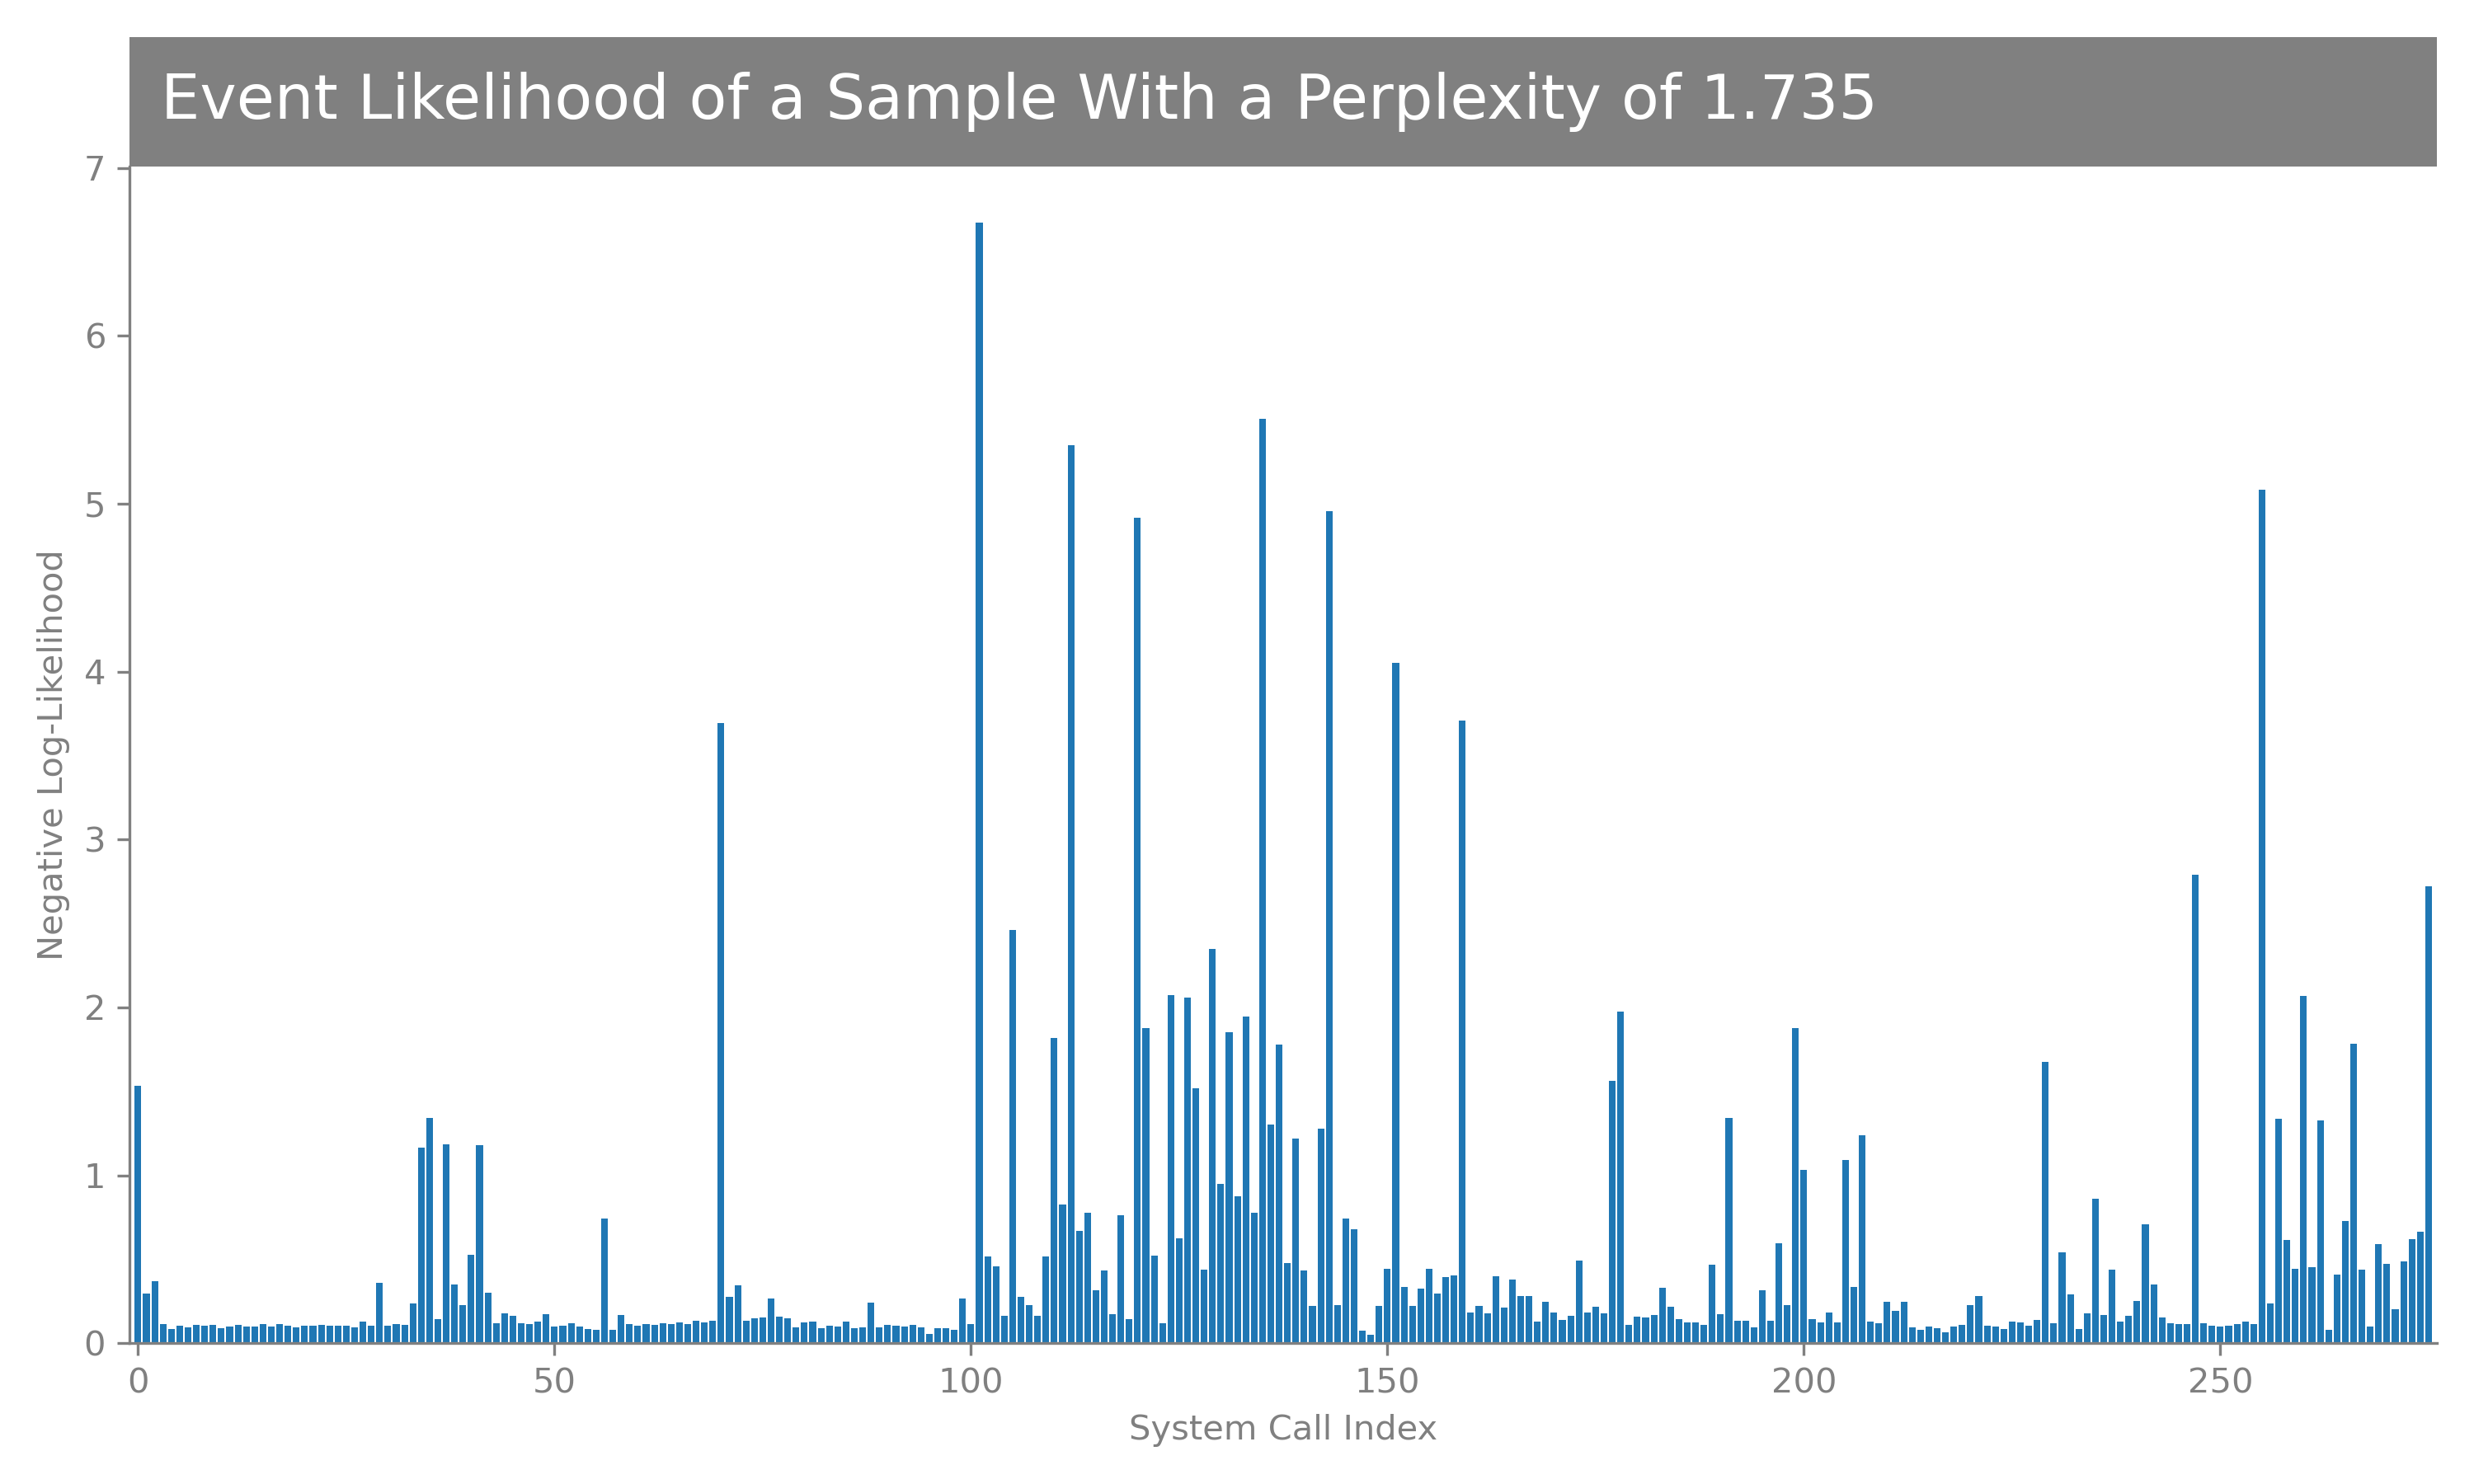 Event Likelihood of a Sample With a Perplexity of 1.735
7
6
5
4
3
2
1
0
Negative Log-Likelihood
0 50 100 150 200 250
System Call Index